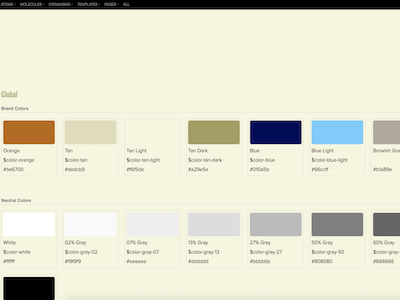 ATOMS MOLECULES ORGANISMS TEMPLATES PAGES ALL
Global
Brand Colors
Orange Tan Tan Light Tan Dark Blue Blue Light Brownish Gra
$color-orange $color-tan $color-tan-light $color-tan-dark $color-blue $color-blue-light
#be6700 #dedcb9 #f6f5de #a29e5e #010a5b #66ccff #b1a89e
Neutral Colors
White 02% Gray 07% Gray 13% Gray 27% Gray 50% Gray 60% Gray
$color-white $color-gray-02 $color-gray-07 $color-gray-13 $color-gray-27 $color-gray-50 $color-gray
#ffffff #f9f9f9 #eeeeee #dddddd #bbbbbb #808080 #666666